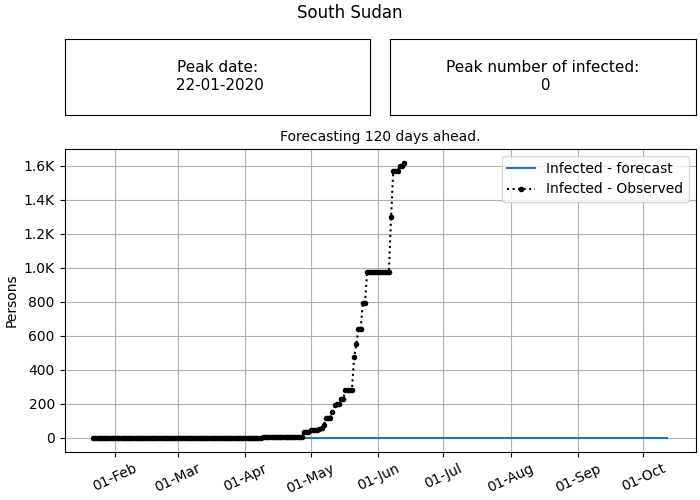 South Sudan
Peak date:
22-01-2020
Peak number of infected:
0
Forecasting 120 days ahead.
Infected - forecast
Infected - Observed
Persons
1.6K
1.4K
1.2K
1.0K
800
600
400
200
0
01-Feb
01-Mar
01-Apr
01-May
01-Jun
01-Jul
01-Aug
01-Sep
01-Oct